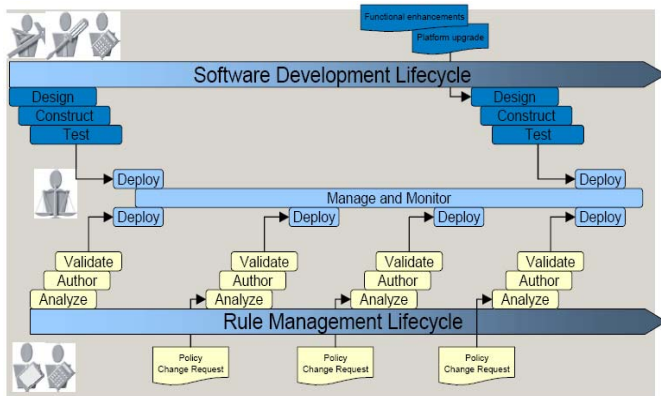 Functional enhancements
Platform upgrade
Software Development Lifecycle
Design
Construct
Test
Design
Construct
Test
Deploy
Deploy
Manage and Monitor
Deploy
Deploy
Deploy
Deploy
Validate
Author
Analyze
Validate
Author
Analyze
Validate
Author
Analyze
Validate
Author
Analyze
Rule Management Lifecycle
Policy
Change Request
Policy
Change Request
Policy
Change Request